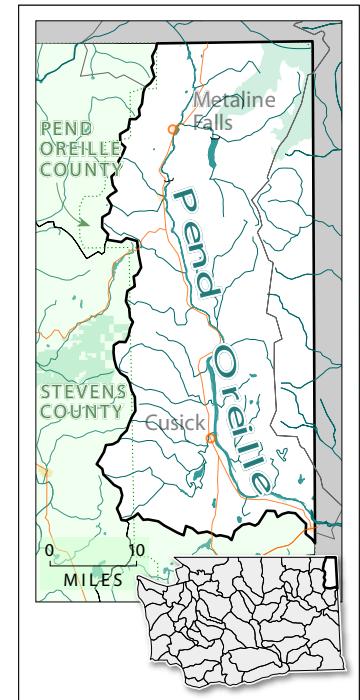 Metaline
Falls
PEND
OREILLE
COUNTY
Pend Oreille
STEVENS
COUNTY
Cusick
0 10
MILES